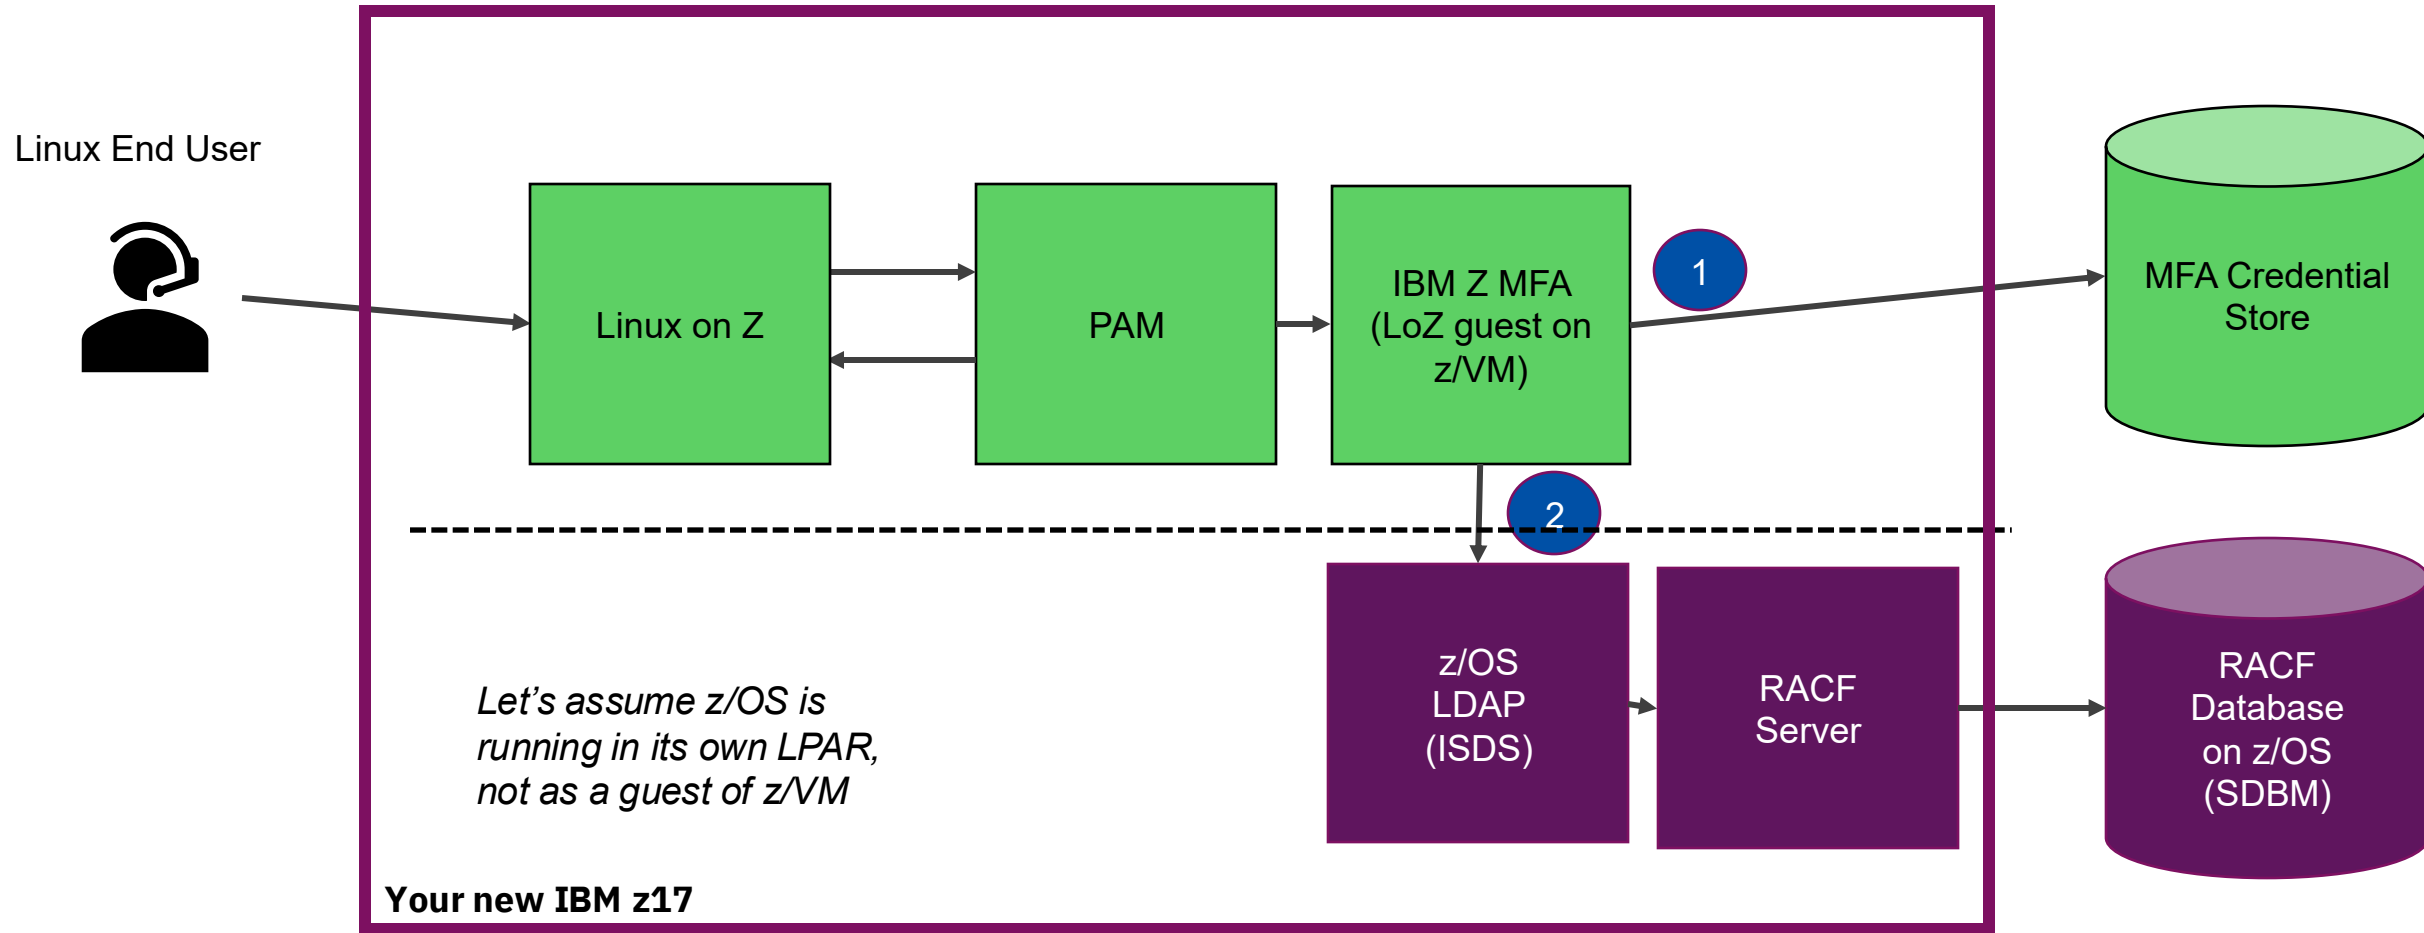 Linux End User
Linux on Z
PAM
IBM Z MFA
(LoZ guest on
z/VM)
1
MFA Credential
Store
2
z/OS
LDAP
(ISDS)
RACF
Server
RACF
Database
on z/OS
(SDBM)
Let’s assume z/OS is
running in its own LPAR,
not as a guest of z/VM
Your new IBM z17